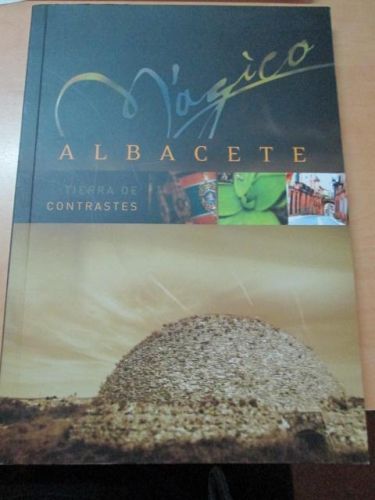 Mágico
ALBACETE
TIERRA DE
CONTRASTES